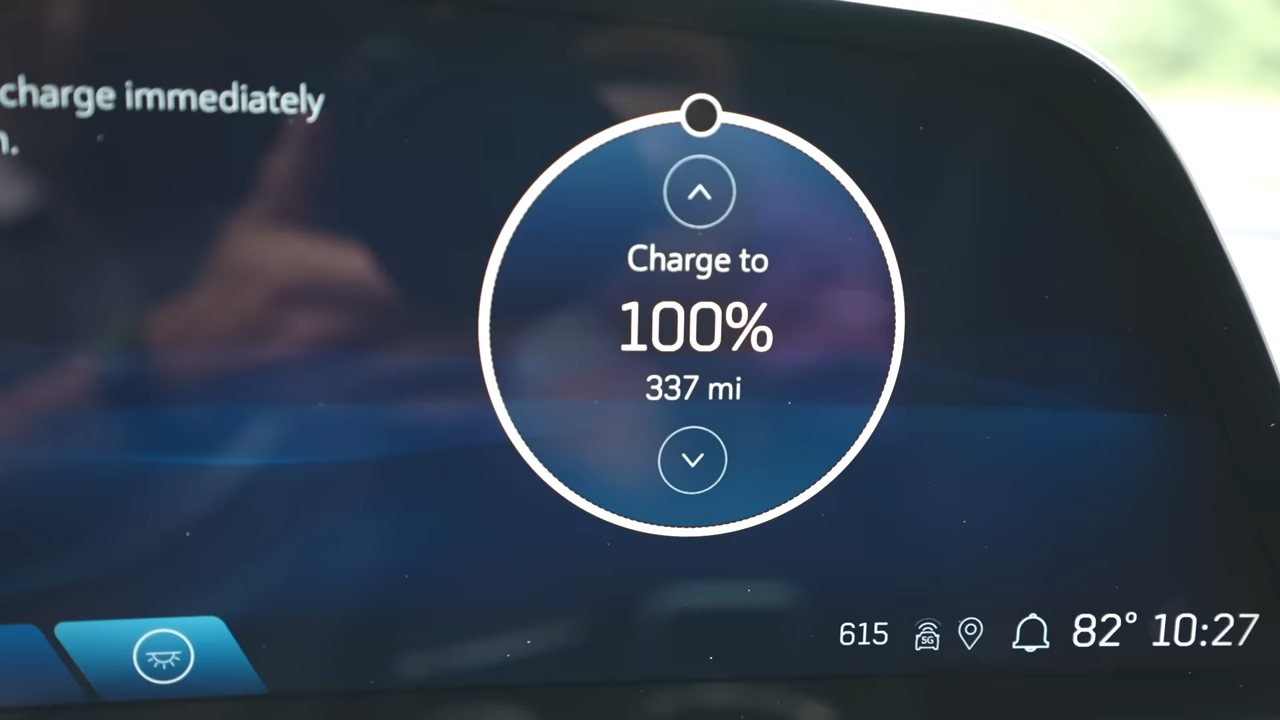 charge immediately
.
Charge to
100%
337 mi
615 5G 82° 10:27